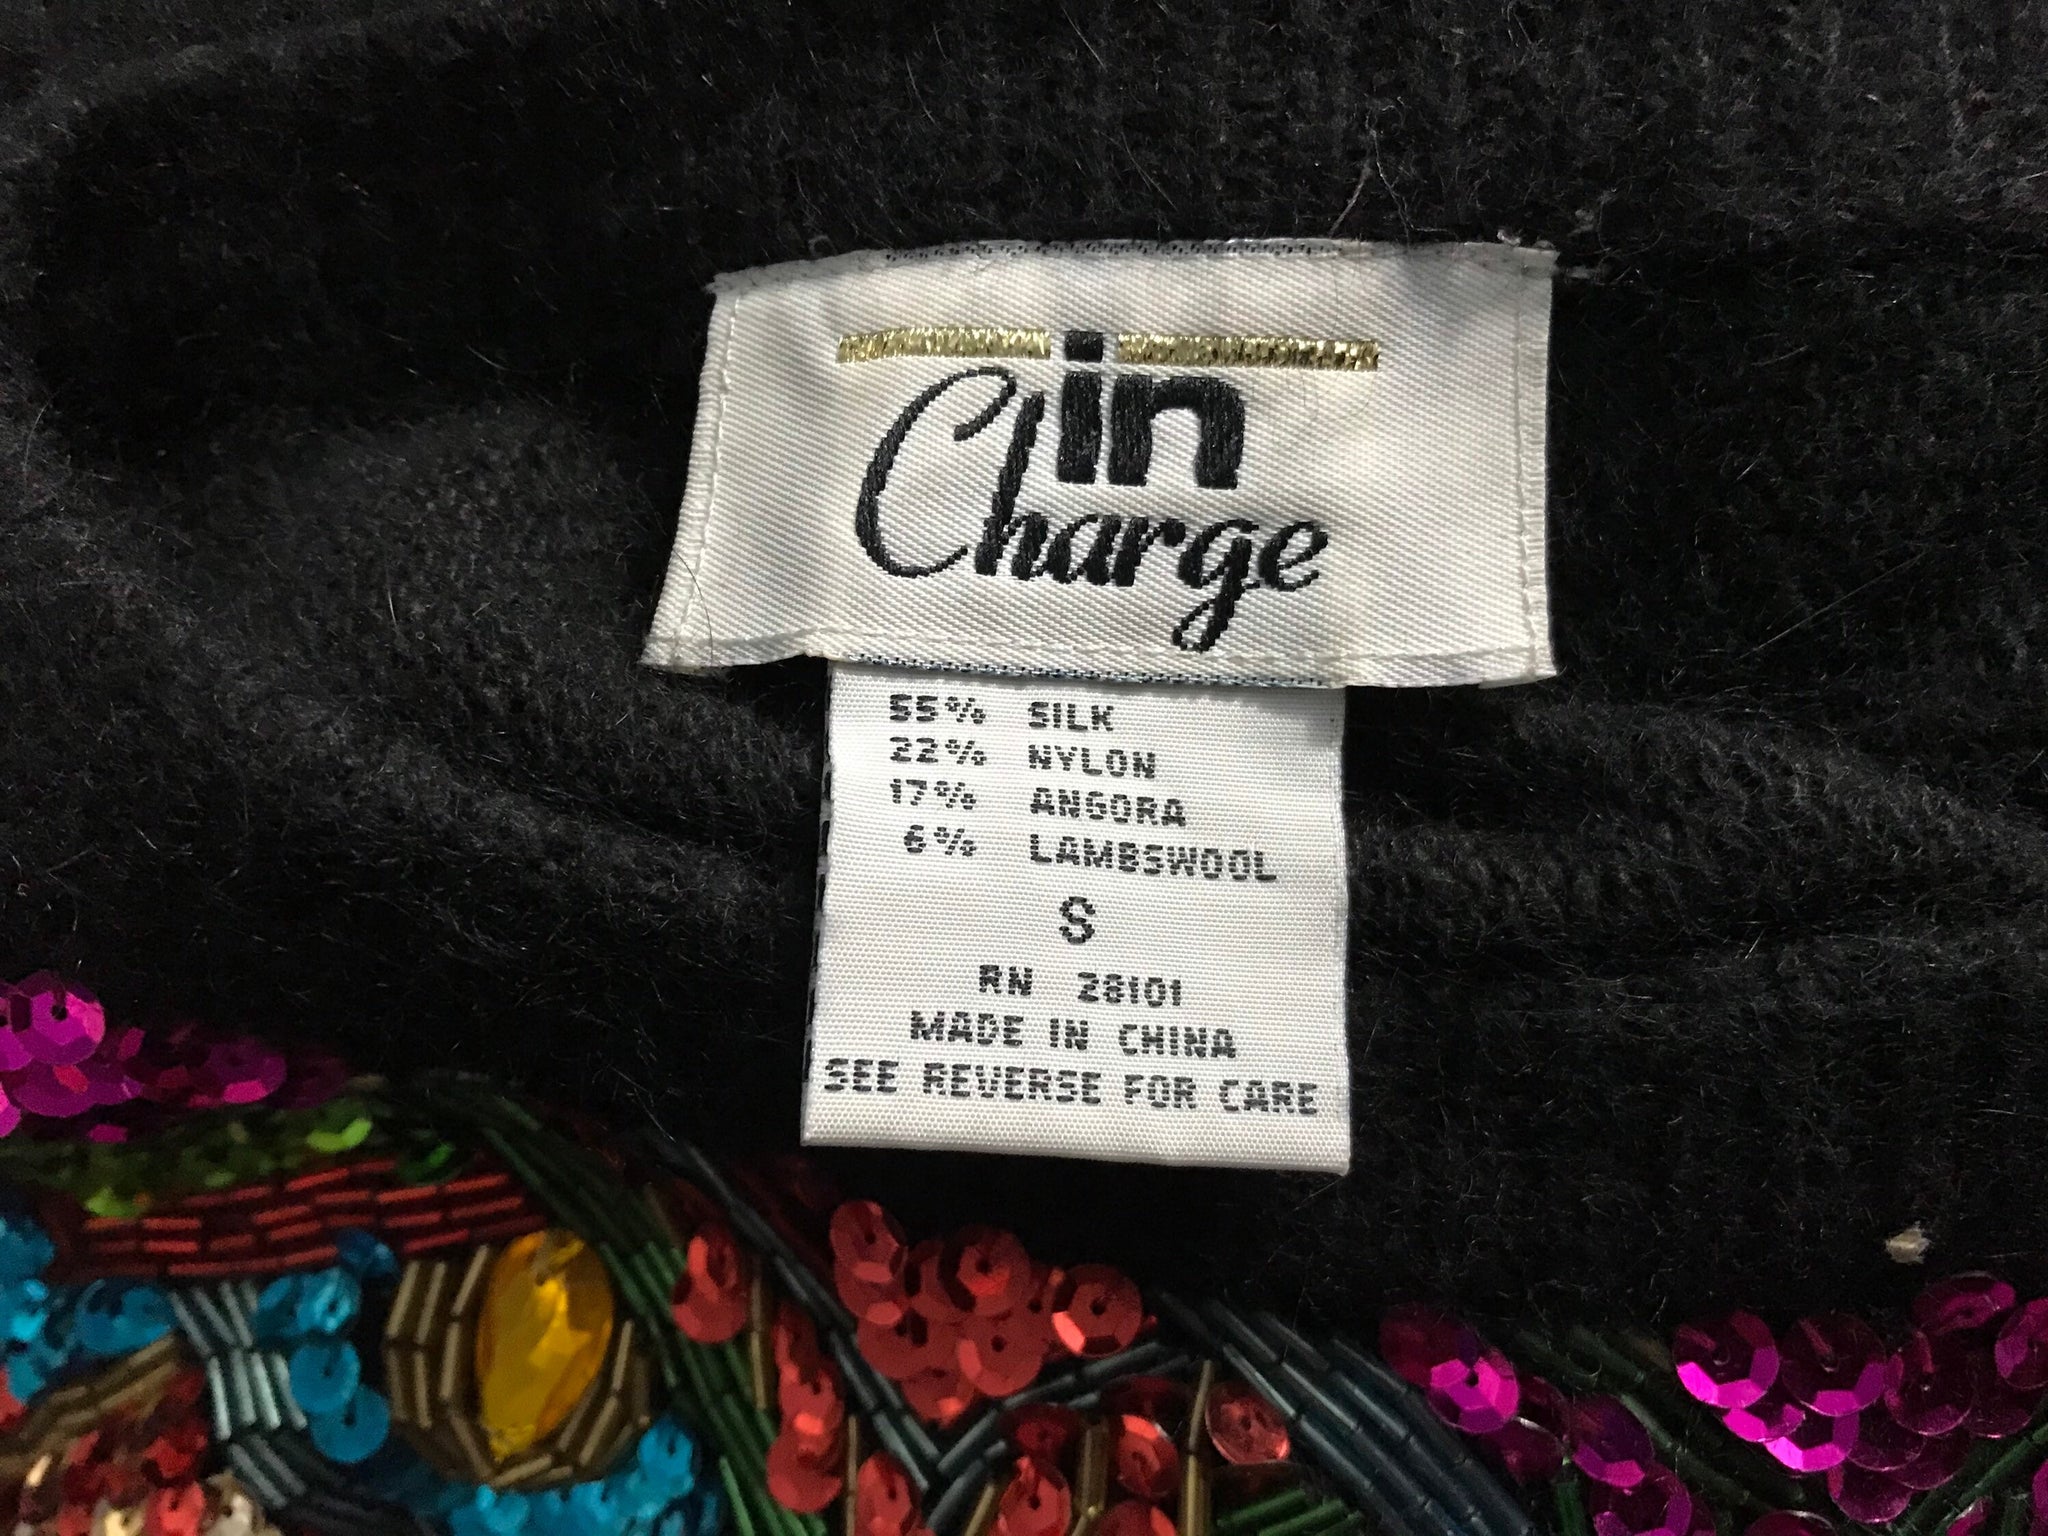 in
Charge
55% SILK
22% NYLON
17% ANGORA
6% LAMBSWOOL
S
RN 28101
MADE IN CHINA
SEE REVERSE FOR CARE